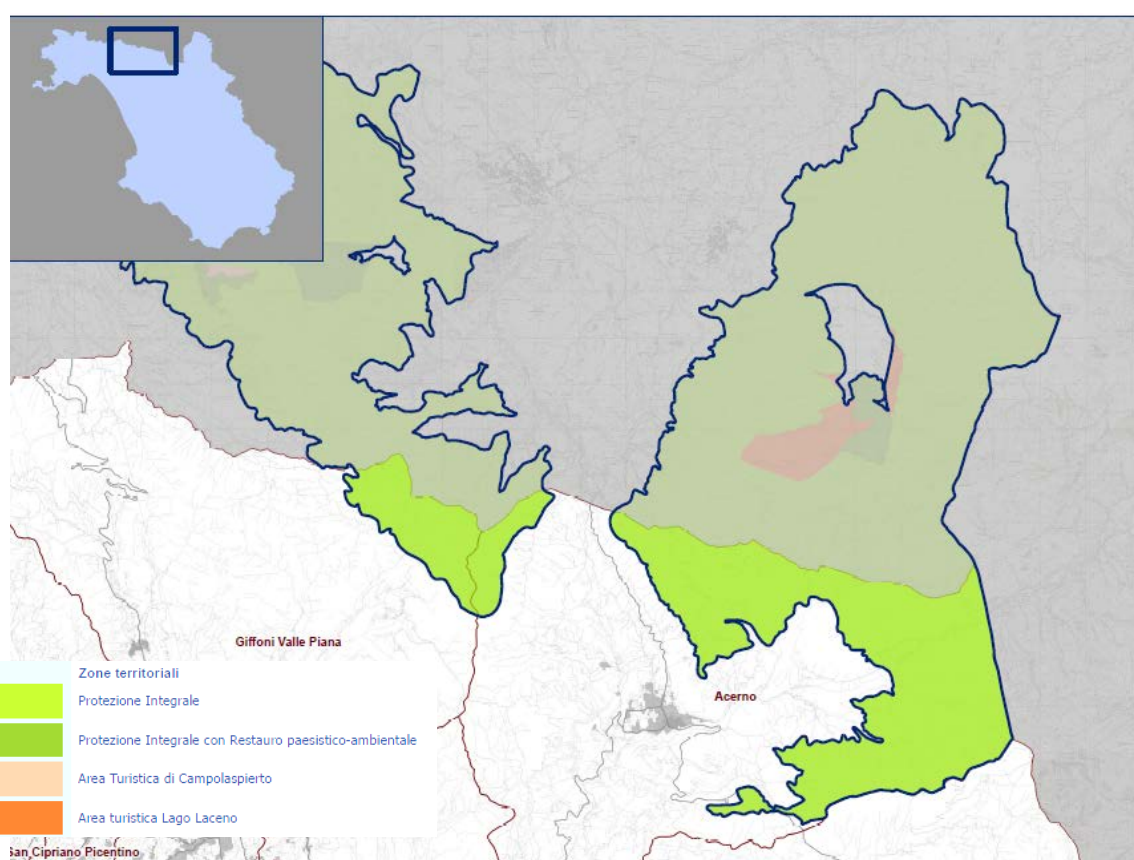 Giffoni Valle Piana
Acerno
Zone territoriali
Protezione Integrale
Protezione Integrale con Restauro paesistico-ambientale
Area Turistica di Campolaspierto
Area turistica Lago Laceno
San Cipriano Picentino